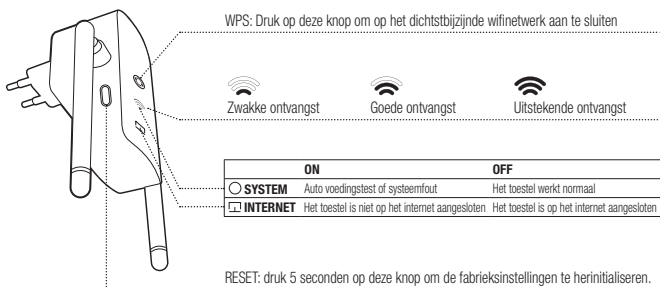 WPS: Druk op deze knop om op het dichtstbijzijnde wifinetwerk aan te sluiten
Zwakke ontvangst Goede ontvangst Uitstekende ontvangst
ON OFF
SYSTEM Auto voedingstest of systeemfout Het toestel werkt normaal
INTERNET Het toestel is niet op het internet aangesloten Het toestel is op het internet aangesloten
RESET: druk 5 seconden op deze knop om de fabrieksinstellingen te herinitialiseren.